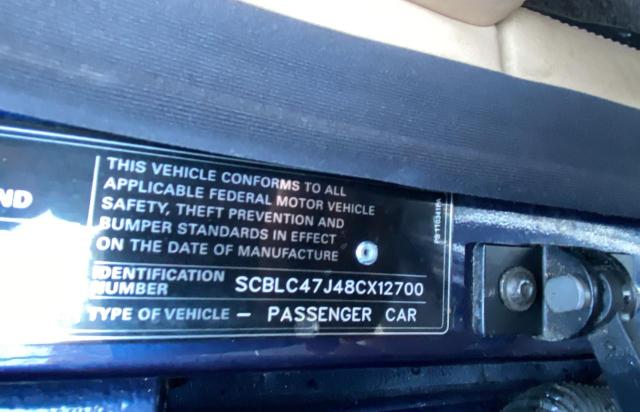 ND
THIS VEHICLE CONFORMS TO ALL
APPLICABLE FEDERAL MOTOR VEHICLE
SAFETY, THEFT PREVENTION AND
BUMPER STANDARDS IN EFFECT
ON THE DATE OF MANUFACTURE
IDENTIFICATION
NUMBER SCBLC47J48CX12700
TYPE OF VEHICLE – PASSENGER CAR